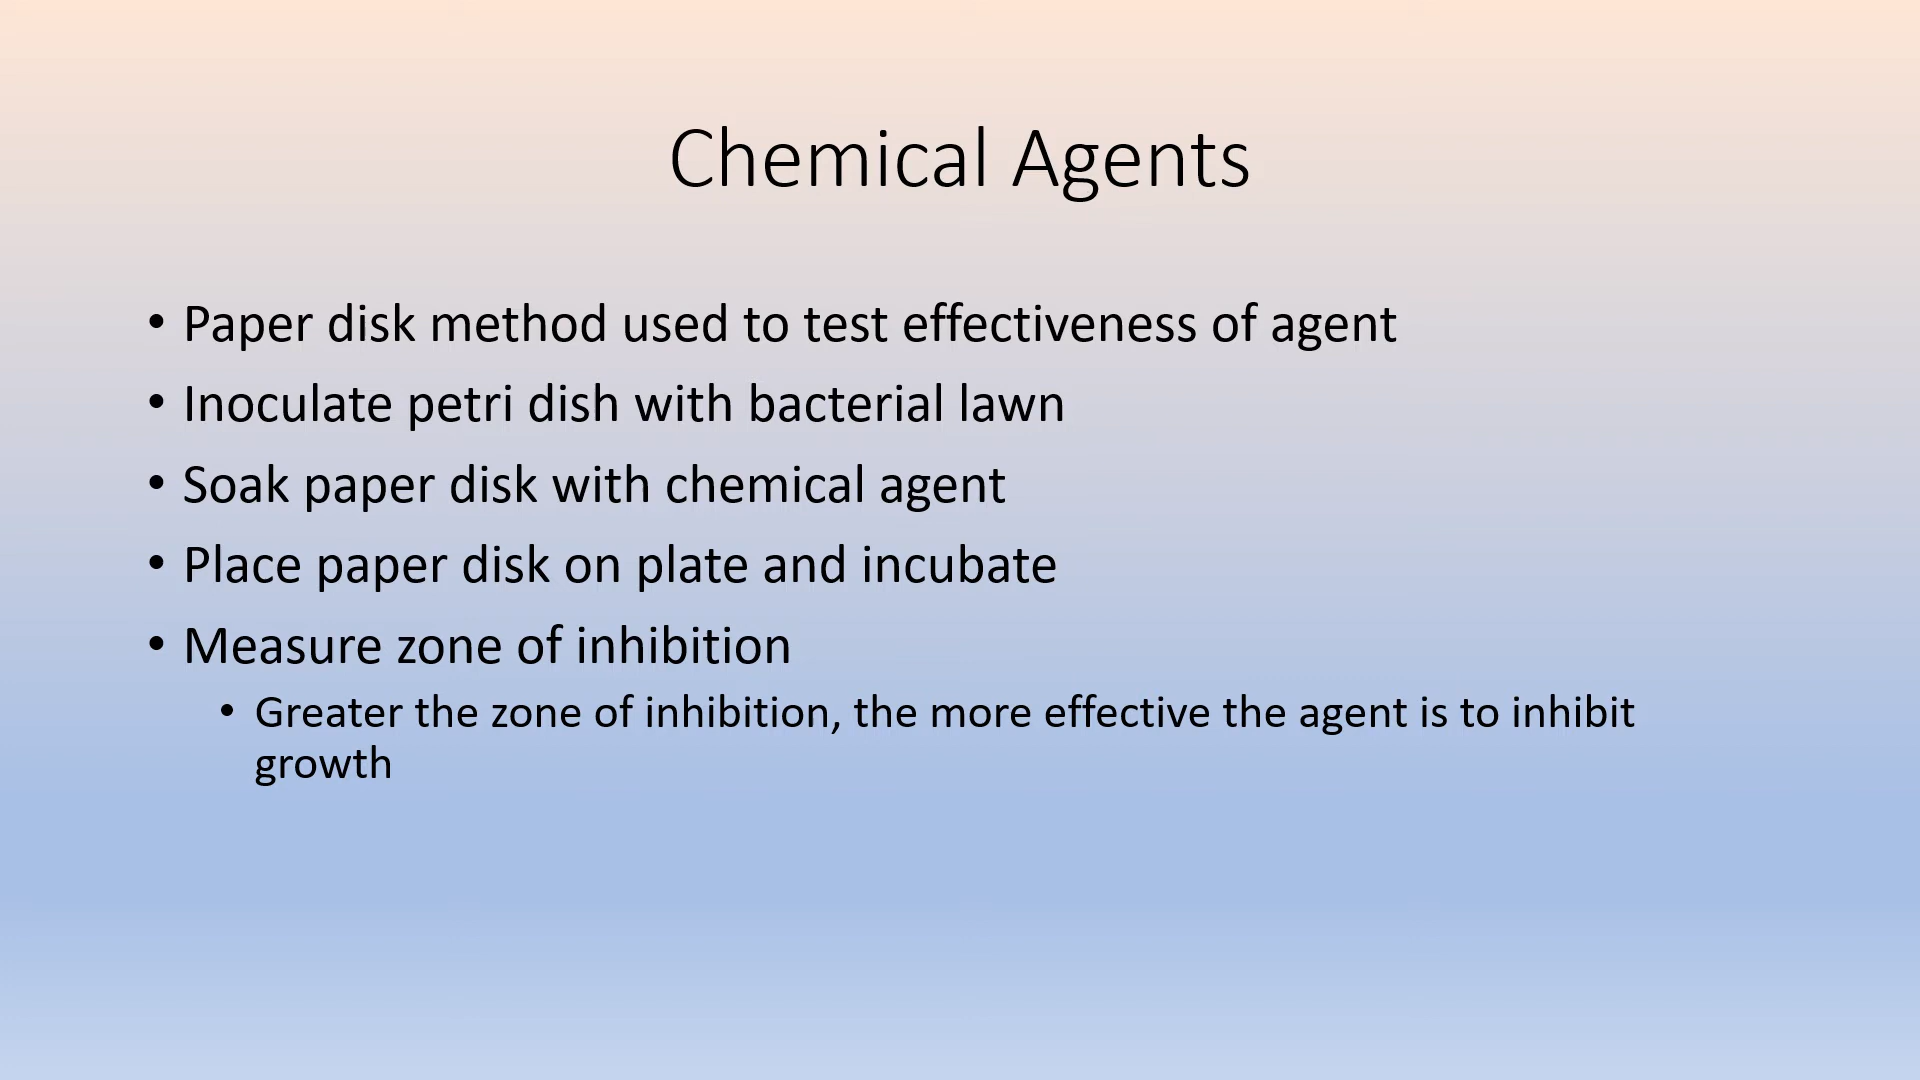 Chemical Agents
• Paper disk method used to test effectiveness of agent
• Inoculate petri dish with bacterial lawn
• Soak paper disk with chemical agent
• Place paper disk on plate and incubate
• Measure zone of inhibition
• Greater the zone of inhibition, the more effective the agent is to inhibit
growth